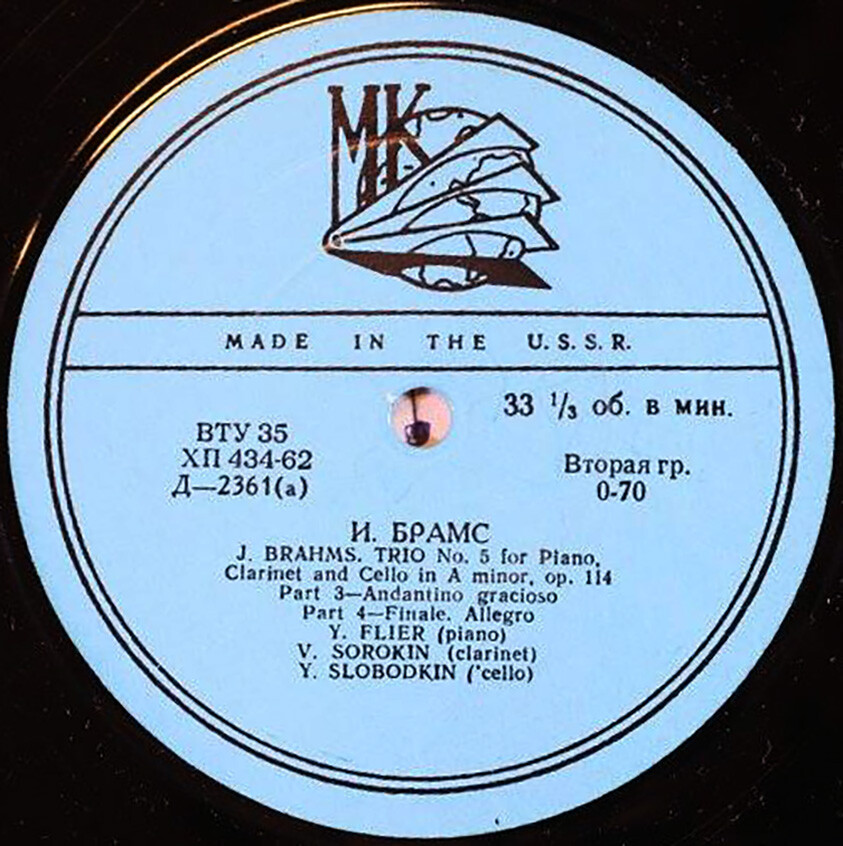 МК
MADE IN THE U.S.S.R.
33 1/3 об. в мин.
ВТУ 35
ХП 434-62
Д—2361(а)
Вторая гр.
0-70
И. БРАМС
J. BRAHMS. TRIO No. 5 for Piano,
Clarinet and Cello in A minor, op. 114
Part 3—Andantino gracioso
Part 4—Finale. Allegro
Y. FLIER (piano)
V. SOROKIN (clarinet)
Y. SLOBODKIN ('cello)